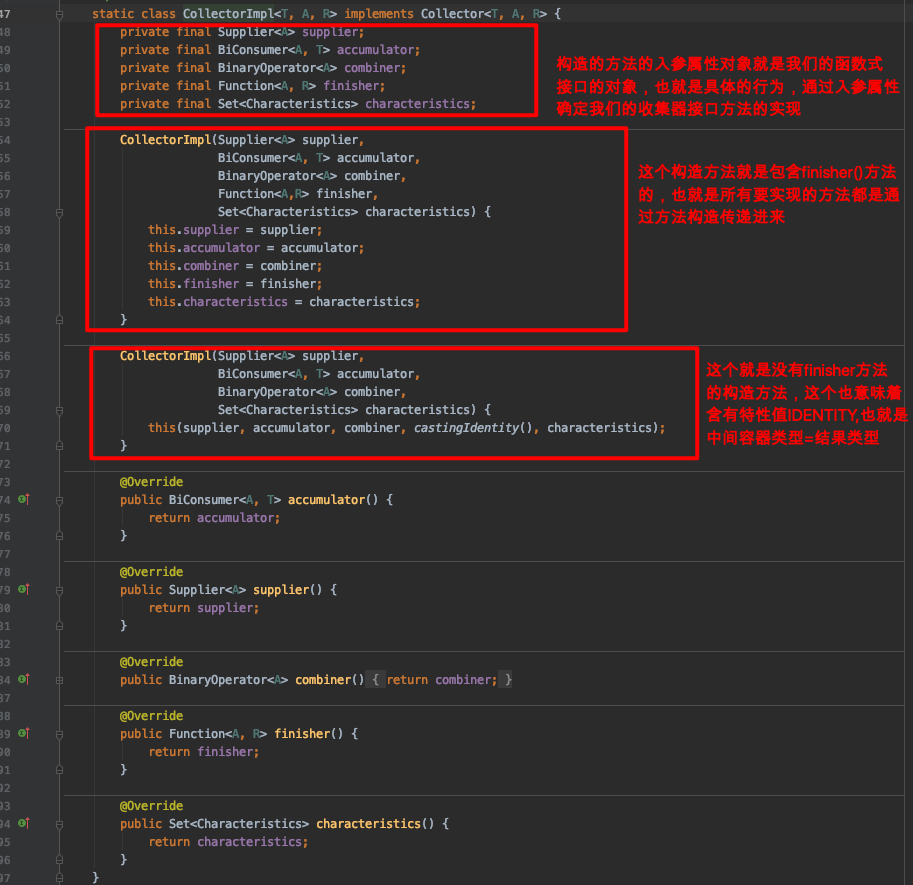 47 static class CollectorImpl<T, A, R> implements Collector<T, A, R> {
48 private final Supplier<A> supplier;
49 private final BiConsumer<A, T> accumulator;
50 private final BinaryOperator<A> combiner;
51 private final Function<A, R> finisher;
52 private final Set<Characteristics> characteristics;
构造的方法的入参属性对象就是我们的函数式
接口的对象，也就是具体的行为，通过入参属性
确定我们的收集器接口方法的实现
53
54 CollectorImpl(Supplier<A> supplier,
55 BiConsumer<A, T> accumulator,
56 BinaryOperator<A> combiner,
57 Function<A,R> finisher,
58 Set<Characteristics> characteristics) {
59 this.supplier = supplier;
60 this.accumulator = accumulator;
61 this.combiner = combiner;
62 this.finisher = finisher;
63 this.characteristics = characteristics;
64 }
这个构造方法就是包含finisher()方法
的，也就是所有要实现的方法都是通
过方法构造传递进来
65
66 CollectorImpl(Supplier<A> supplier,
67 BiConsumer<A, T> accumulator,
68 BinaryOperator<A> combiner,
69 Set<Characteristics> characteristics) {
70 this(supplier, accumulator, combiner, castingIdentity(), characteristics);
71 }
这个就是没有finisher方法
的构造方法，这个也意味着
含有特性值IDENTITY,也就是
中间容器类型=结果类型
72
73 @Override
74 public BiConsumer<A, T> accumulator() {
75 return accumulator;
76 }
77
78 @Override
79 public Supplier<A> supplier() {
80 return supplier;
81 }
82
83 @Override
84 public BinaryOperator<A> combiner() { return combiner; }
87
88 @Override
89 public Function<A, R> finisher() {
90 return finisher;
91 }
92
93 @Override
94 public Set<Characteristics> characteristics() {
95 return characteristics;
96 }
97 }